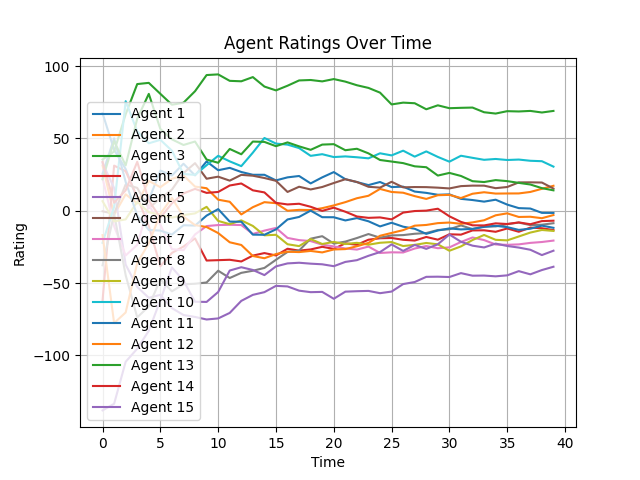 Agent Ratings Over Time
100
50
0
−50
−100
Rating
Agent 1
Agent 2
Agent 3
Agent 4
Agent 5
Agent 6
Agent 7
Agent 8
Agent 9
Agent 10
Agent 11
Agent 12
Agent 13
Agent 14
Agent 15
0 5 10 15 20 25 30 35 40
Time